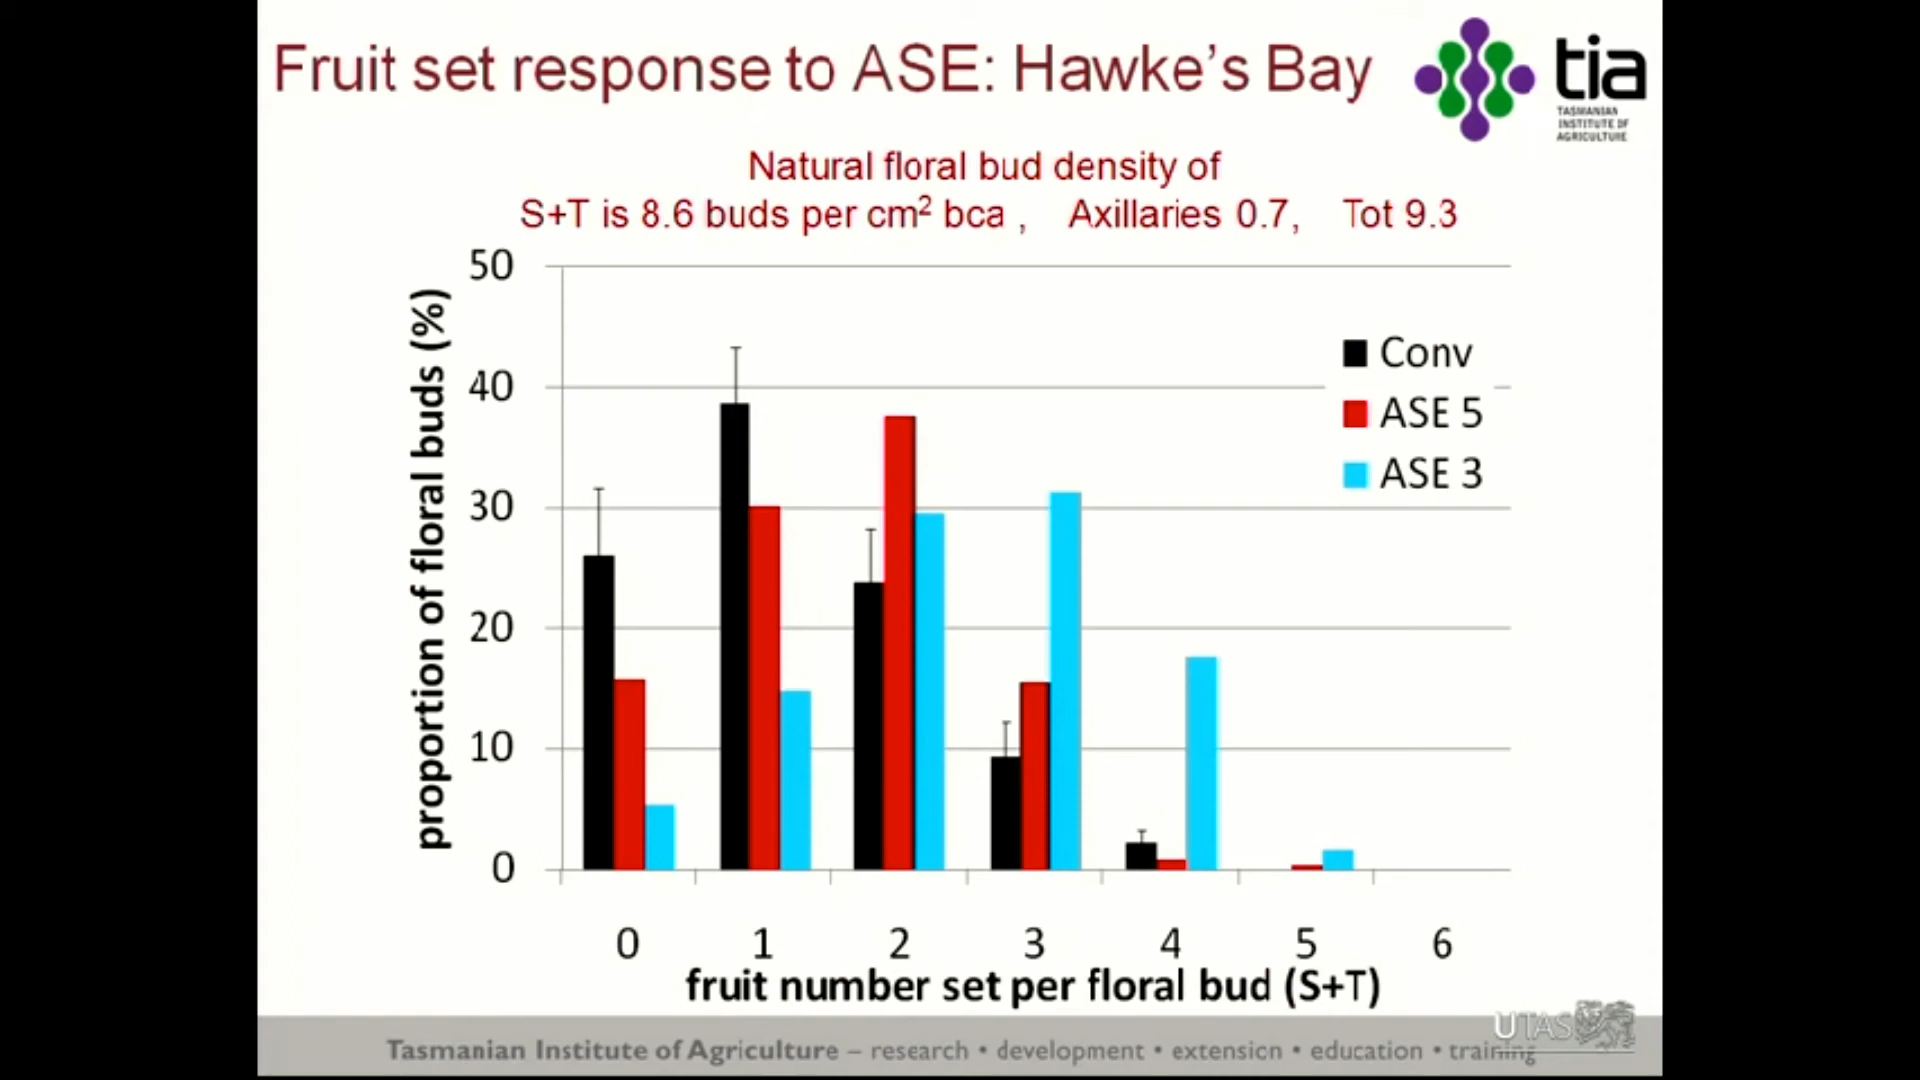 Fruit set response to ASE: Hawke's Bay
tia
TASMANIAN
INSTITUTE OF
AGRICULTURE
Natural floral bud density of
S+T is 8.6 buds per cm² bca , Axillaries 0.7, Tot 9.3
50
40
30
20
10
0
proportion of floral buds (%)
Conv
ASE 5
ASE 3
0 1 2 3 4 5 6
fruit number set per floral bud (S+T)
UTAS
Tasmanian Institute of Agriculture – research • development • extension • education • training